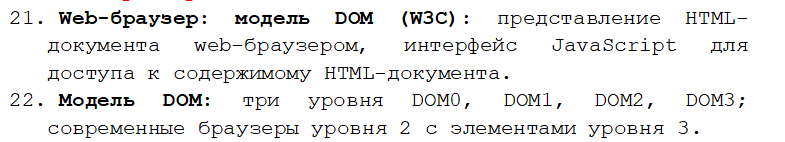 21. Web-браузер: модель DOM (W3C): представление HTML-
документа web-браузером, интерфейс JavaScript для
доступа к содержимому HTML-документа.
22. Модель DOM: три уровня DOM0, DOM1, DOM2, DOM3;
современные браузеры уровня 2 с элементами уровня 3.